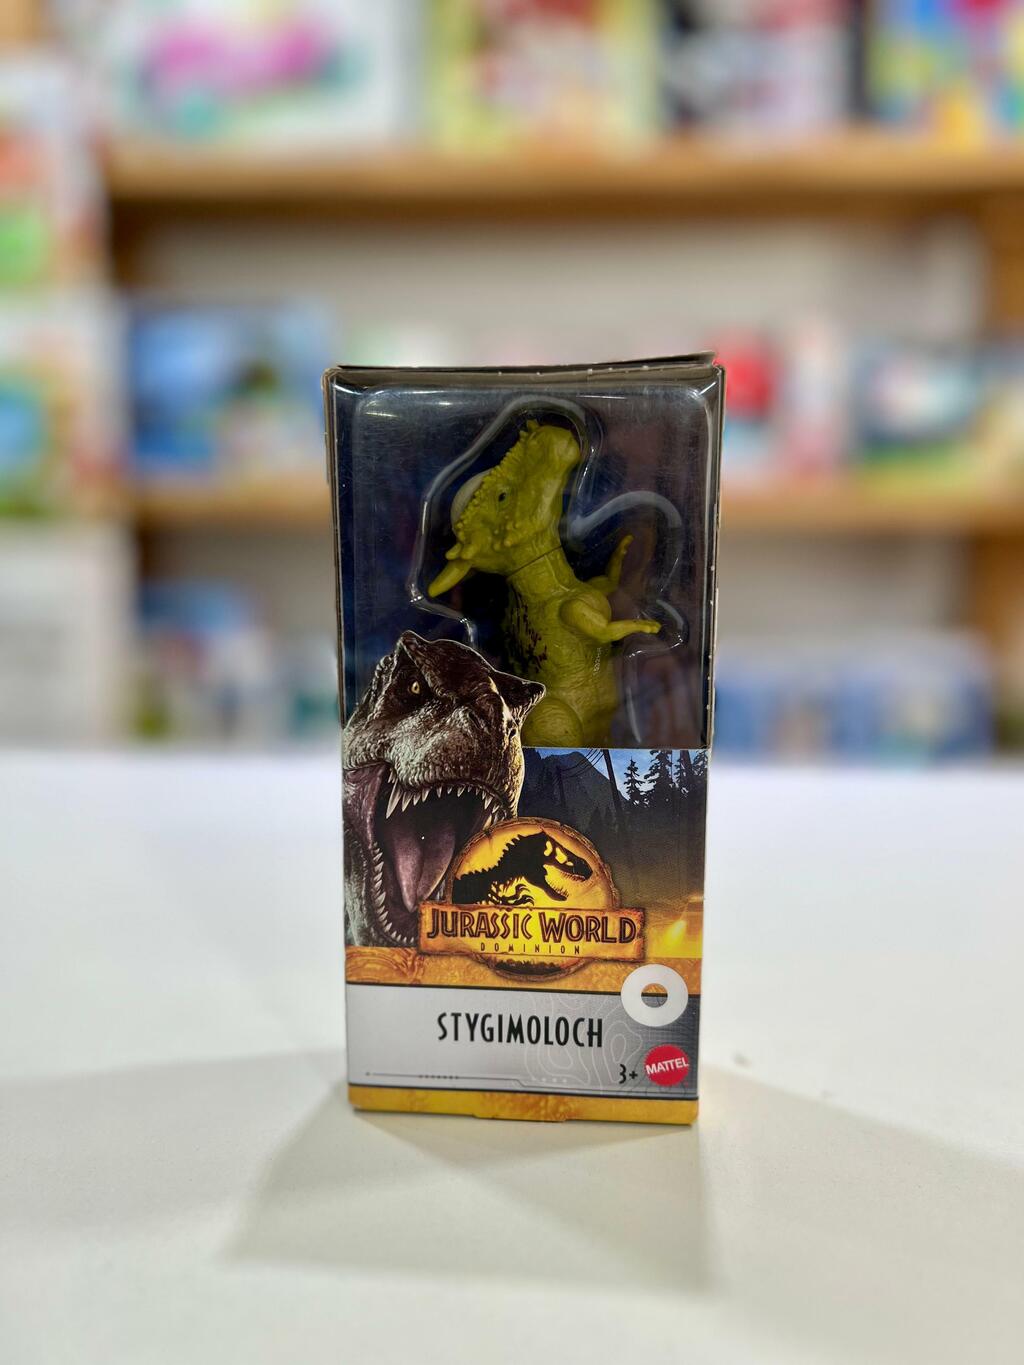 JURASSIC WORLD
DOMINION
STYGIMOLOCH
3+
MATTEL